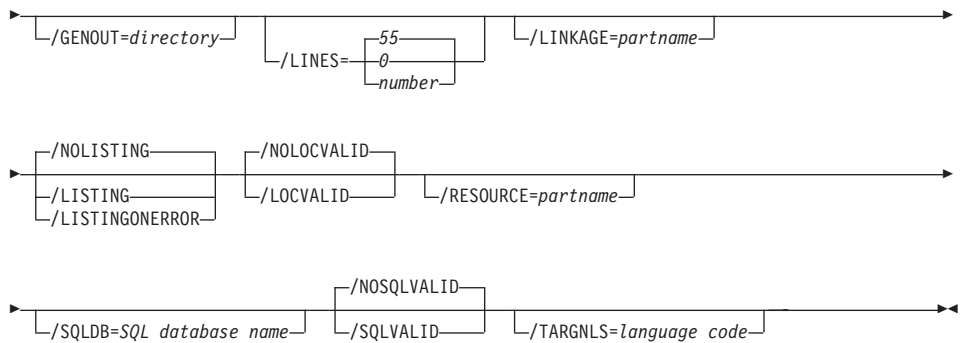 /GENOUT=directory
/LINES=
55
0
number
/LINKAGE=partname
/NOLISTING
/LISTING
/LISTINGONERROR
/NOLOCVALID
/LOCVALID
/RESOURCE=partname
/SQLDB=SQL database name
/NOSQLVALID
/SQLVALID
/TARGNLS=language code